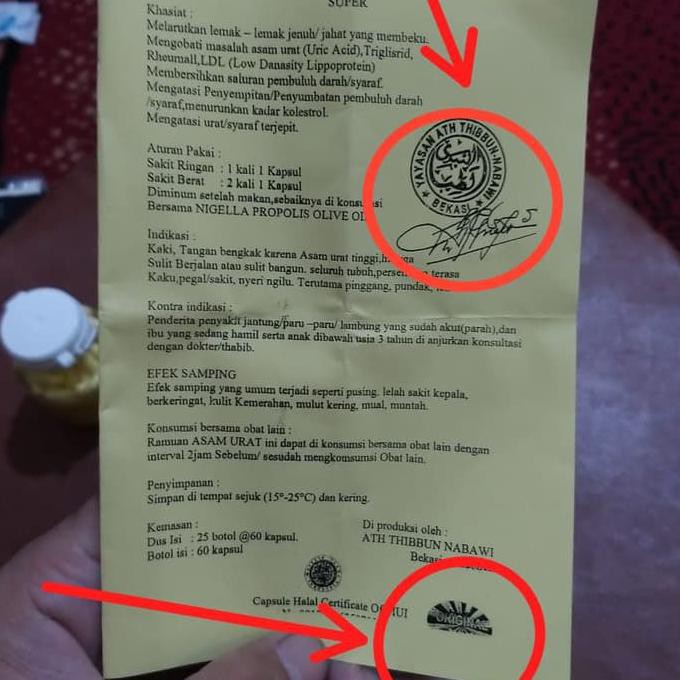 SUPER
Khasiat :
Melarutkan lemak – lemak jenuh/ jahat yang membeku.
Mengobati masalah asam urat (Uric Acid),Triglisrid,
Rheumall,LDL (Low Danasity Lippoprotein)
Membersihkan saluran pembuluh darah/syaraf.
Mengatasi Penyempitan/Penyumbatan pembuluh darah
/syaraf,menurunkan kadar kolestrol.
Mengatasi urat/syaraf terjepit.
YAYASAN ATH THIBBUN-NABAWI
BEKASI
Aturan Pakai :
Sakit Ringan : 1 kali 1 Kapsul
Sakit Berat : 2 kali 1 Kapsul
Diminum setelah makan,sebaiknya di konsumsi
Bersama NIGELLA PROPOLIS OLIVE
Indikasi :
Kaki, Tangan bengkak karena Asam urat tinggi,
Sulit Berjalan atau sulit bangun. seluruh tubuh, terasa
Kaku,pegal/sakit, nyeri ngilu. Terutama pinggang, pundak,
Kontra indikasi :
Penderita penyakit jantung/paru –paru/ lambung yang sudah akut(parah),dan
ibu yang sedang hamil serta anak dibawah usia 3 tahun di anjurkan konsultasi
dengan dokter/thabib.
EFEK SAMPING
Efek samping yang umum terjadi seperti pusing, lelah sakit kepala,
berkeringat, kulit Kemerahan, mulut kering, mual, muntah.
Konsumsi bersama obat lain :
Ramuan ASAM URAT ini dapat di konsumsi bersama obat lain dengan
interval 2jam Sebelum/ sesudah mengkomsumsi Obat lain.
Penyimpanan :
Simpan di tempat sejuk (15°-25°C) dan kering.
Kemasan :
Dus Isi : 25 botol @60 kapsul.
Botol isi : 60 kapsul
Di produksi oleh :
ATH THIBBUN NABAWI
Bekasi
Capsule Halal Certificate Of MUI
ORIGINAL